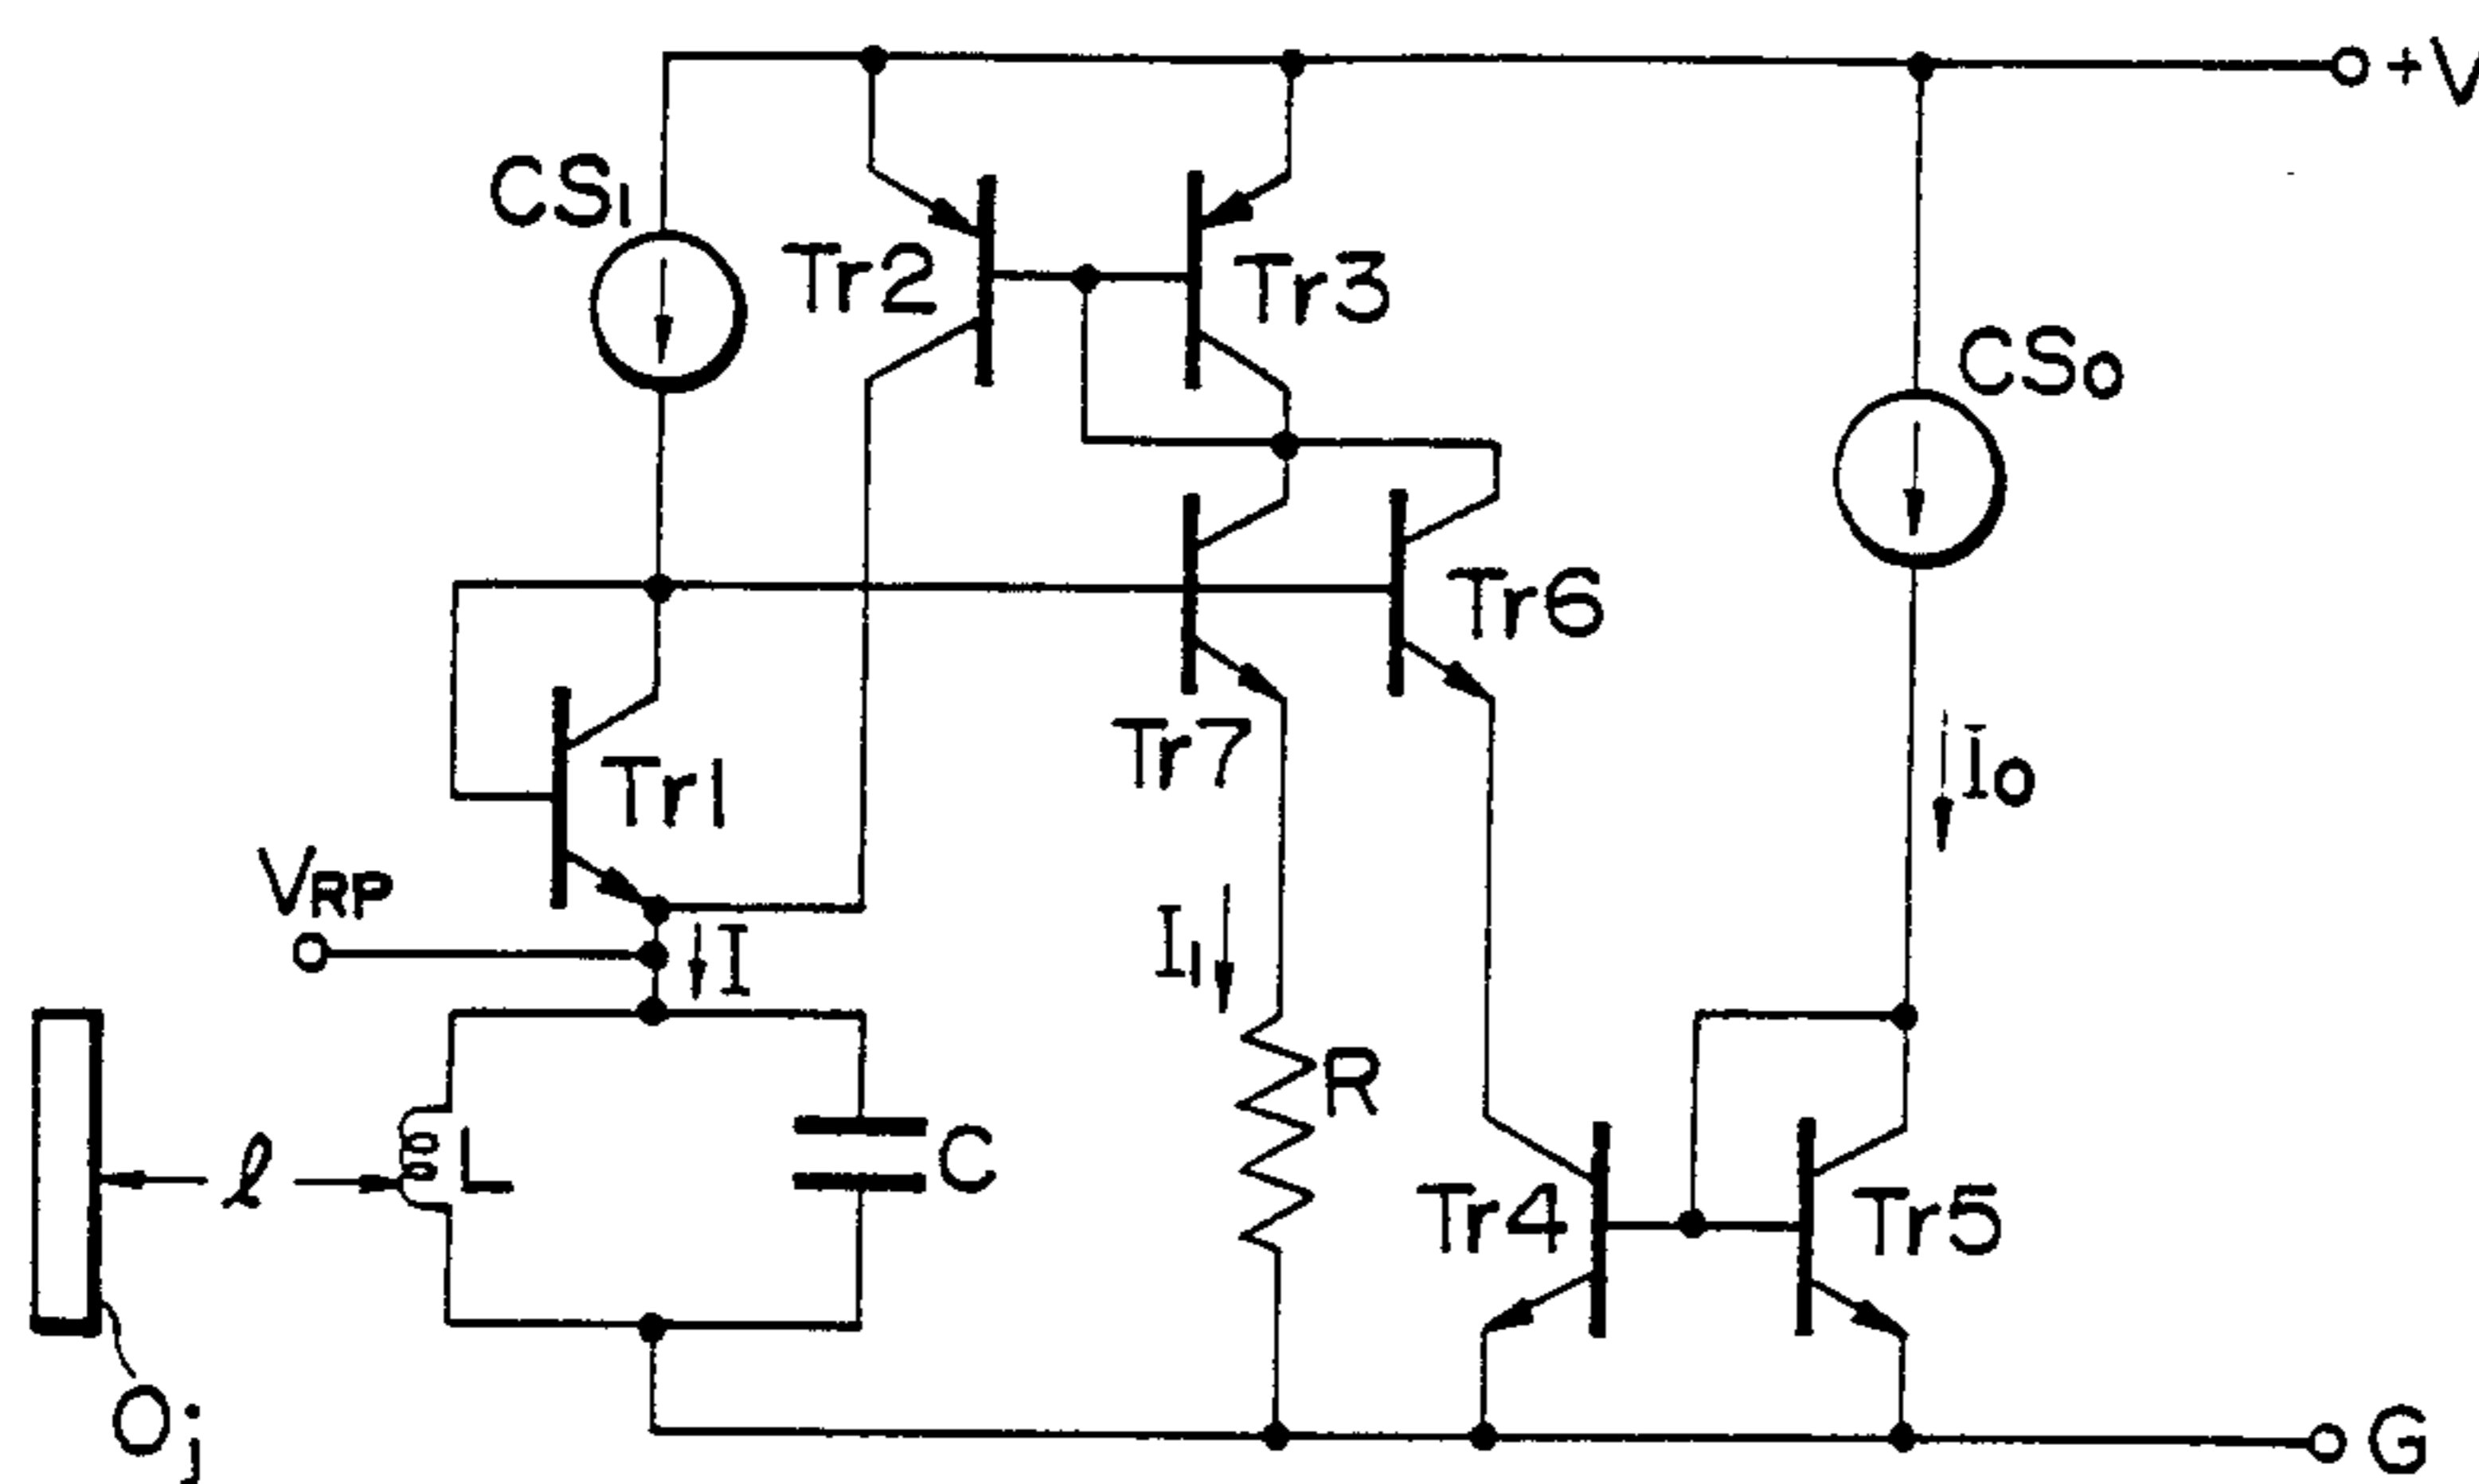 +V
CS1
Tr2
Tr3
CSO
Tr6
Tr7
Tr1
IO
VRP
I
I1
R
ℓ
L
C
Tr4
Tr5
Oj
G